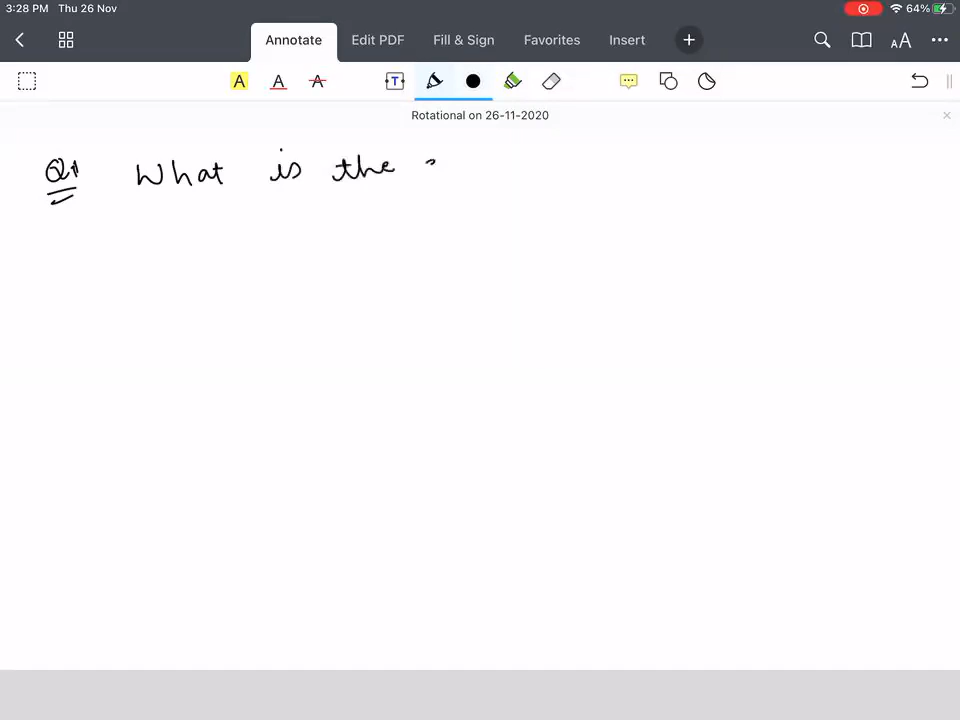 3:28 PM Thu 26 Nov 64%
Annotate Edit PDF Fill & Sign Favorites Insert
A A A T
Rotational on 26-11-2020
What is the